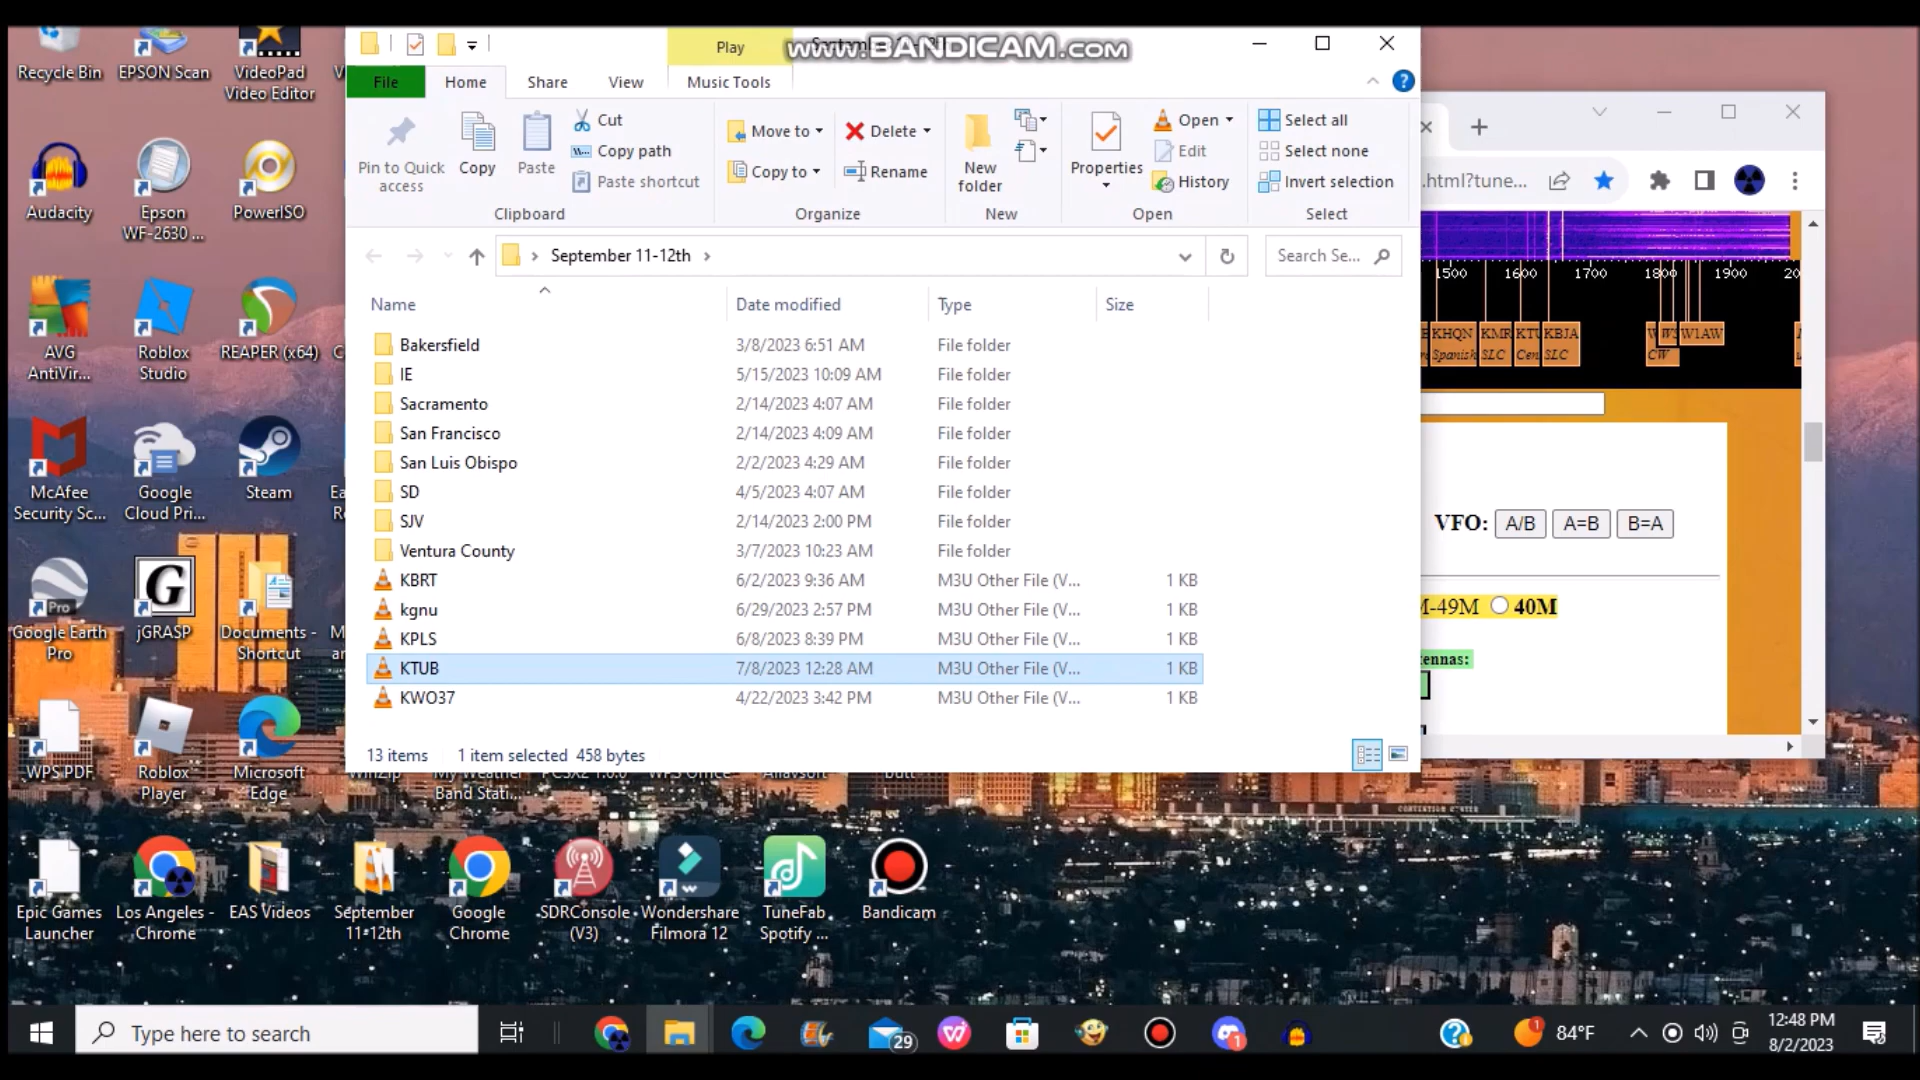 Recycle Bin
EPSON Scan
VideoPad
Video Editor
Audacity
Epson
WF-2630 ...
PowerISO
AVG
AntiVir...
Roblox
Studio
REAPER (x64)
McAfee
Security Sc...
Google
Cloud Pri...
Steam
Pro
Google Earth
Pro
jGRASP
Documents -
Shortcut
WPS PDF
Roblox
Player
Microsoft
Edge
My Weather
Band Stati...
Epic Games
Launcher
Los Angeles -
Chrome
EAS Videos
September
11-12th
Google
Chrome
SDRConsole
(V3)
Wondershare
Filmora 12
TuneFab
Spotify ...
Bandicam
Play
www.BANDICAM.com
File
Home
Share
View
Music Tools
Pin to Quick
access
Copy
Paste
Cut
Copy path
Paste shortcut
Clipboard
Move to
Copy to
Delete
Rename
Organize
New
folder
New
Properties
Open
Edit
History
Open
Select all
Select none
Invert selection
Select
September 11-12th
Search Se...
Name Date modified Type Size
Bakersfield 3/8/2023 6:51 AM File folder
IE 5/15/2023 10:09 AM File folder
Sacramento 2/14/2023 4:07 AM File folder
San Francisco 2/14/2023 4:09 AM File folder
San Luis Obispo 2/2/2023 4:29 AM File folder
SD 4/5/2023 4:07 AM File folder
SJV 2/14/2023 2:00 PM File folder
Ventura County 3/7/2023 10:23 AM File folder
KBRT 6/2/2023 9:36 AM M3U Other File (V... 1 KB
kgnu 6/29/2023 2:57 PM M3U Other File (V... 1 KB
KPLS 6/8/2023 8:39 PM M3U Other File (V... 1 KB
KTUB 7/8/2023 12:28 AM M3U Other File (V... 1 KB
KWO37 4/22/2023 3:42 PM M3U Other File (V... 1 KB
13 items 1 item selected 458 bytes
.html?tune...
1500 1600 1700 1800 1900 20
KHQN KMR KTU KBJA W1AW
Spanish SLC Cen SLC CW
VFO: A/B A=B B=A
M-49M 40M
ennas:
CONVENTION CENTER
Type here to search
29
1
1
84°F
12:48 PM
8/2/2023